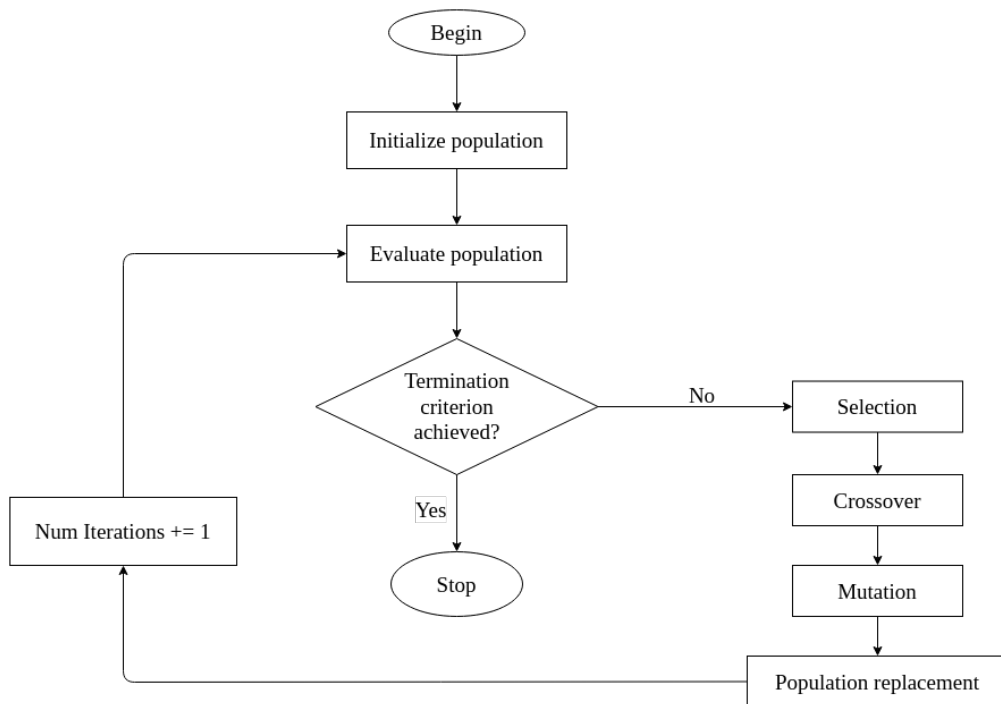 Begin
Initialize population
Evaluate population
Termination
criterion
achieved?
No
Selection
Crossover
Yes
Num Iterations += 1
Stop
Mutation
Population replacement